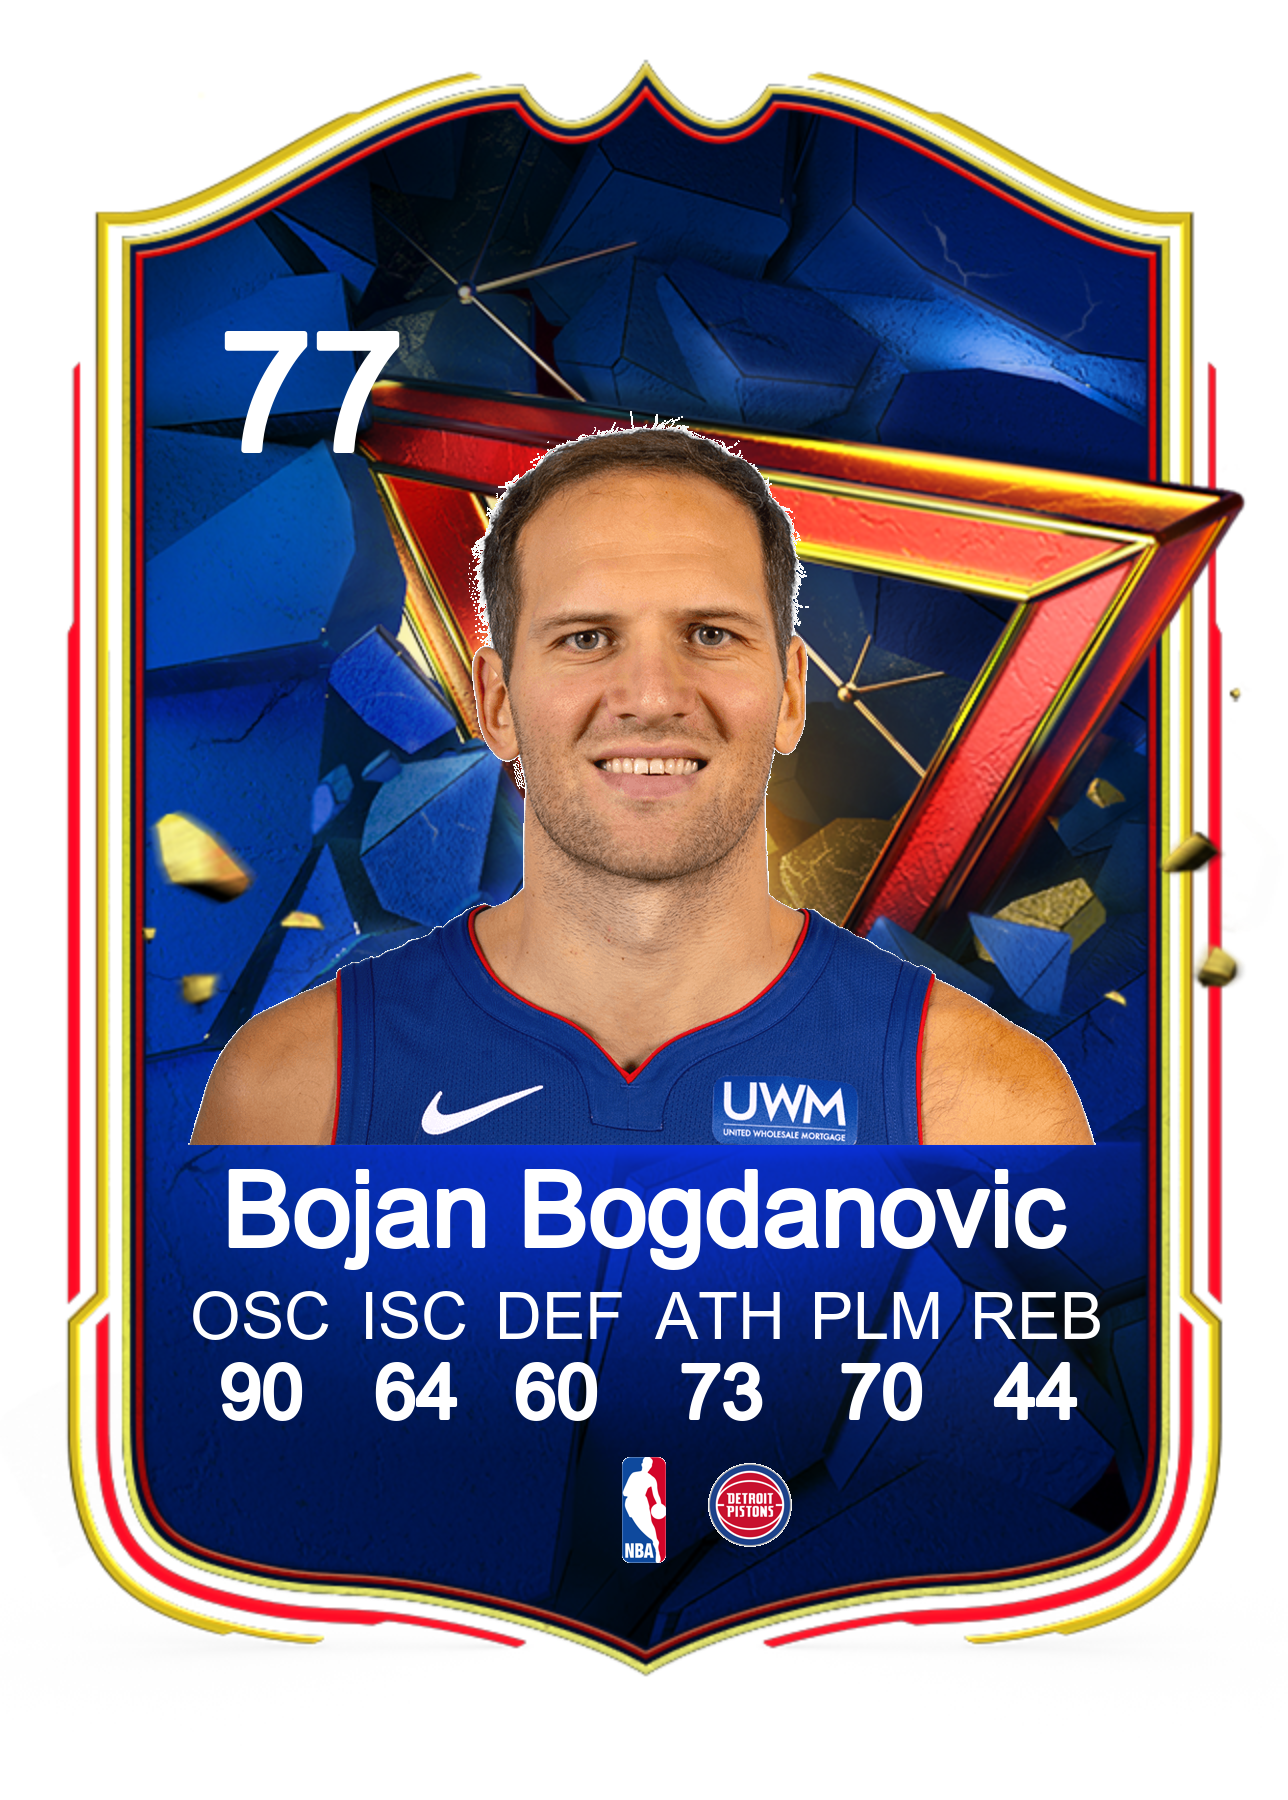 77
UWM
UNITED WHOLESALE MORTGAGE
Bojan Bogdanovic
OSC ISC DEF ATH PLM REB
90 64 60 73 70 44
NBA
DETROIT
PISTONS